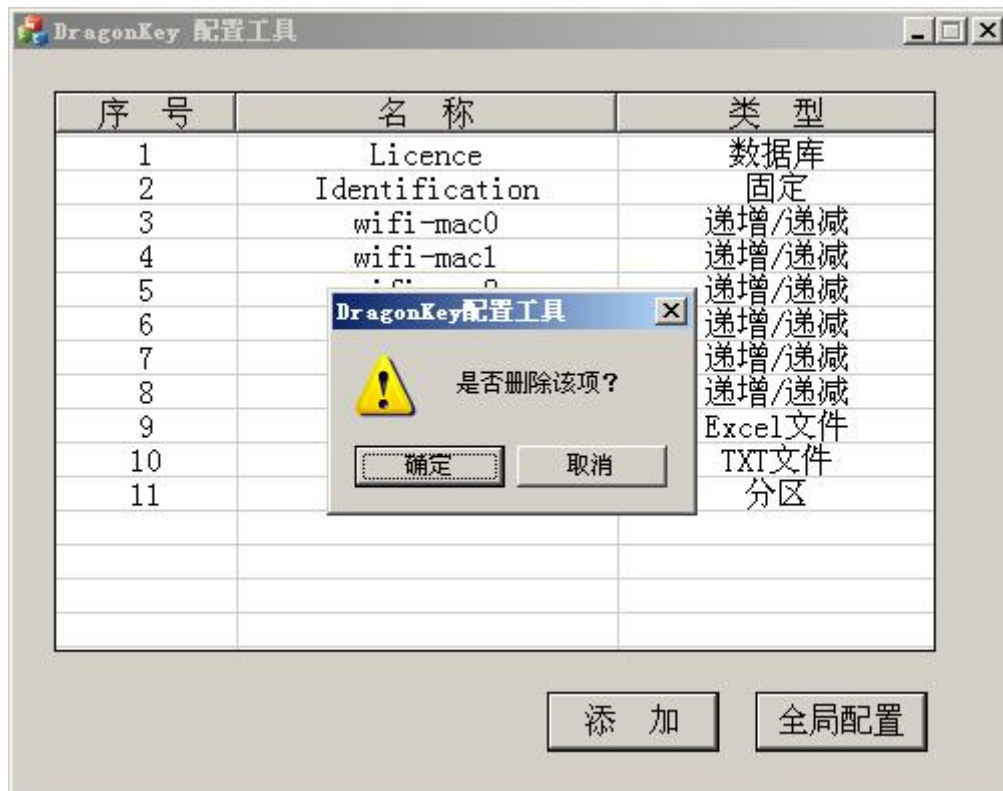 DragonKey 配置工具
序 号 名 称 类 型
1 Licence 数据库
2 Identification 固定
3 wifi-mac0 递增/递减
4 wifi-mac1 递增/递减
5 递增/递减
DragonKey配置工具
6 递增/递减
7 递增/递减
是否删除该项?
8 递增/递减
9 Excel文件
确定 取消
10 TXT文件
11 分区
添 加 全局配置